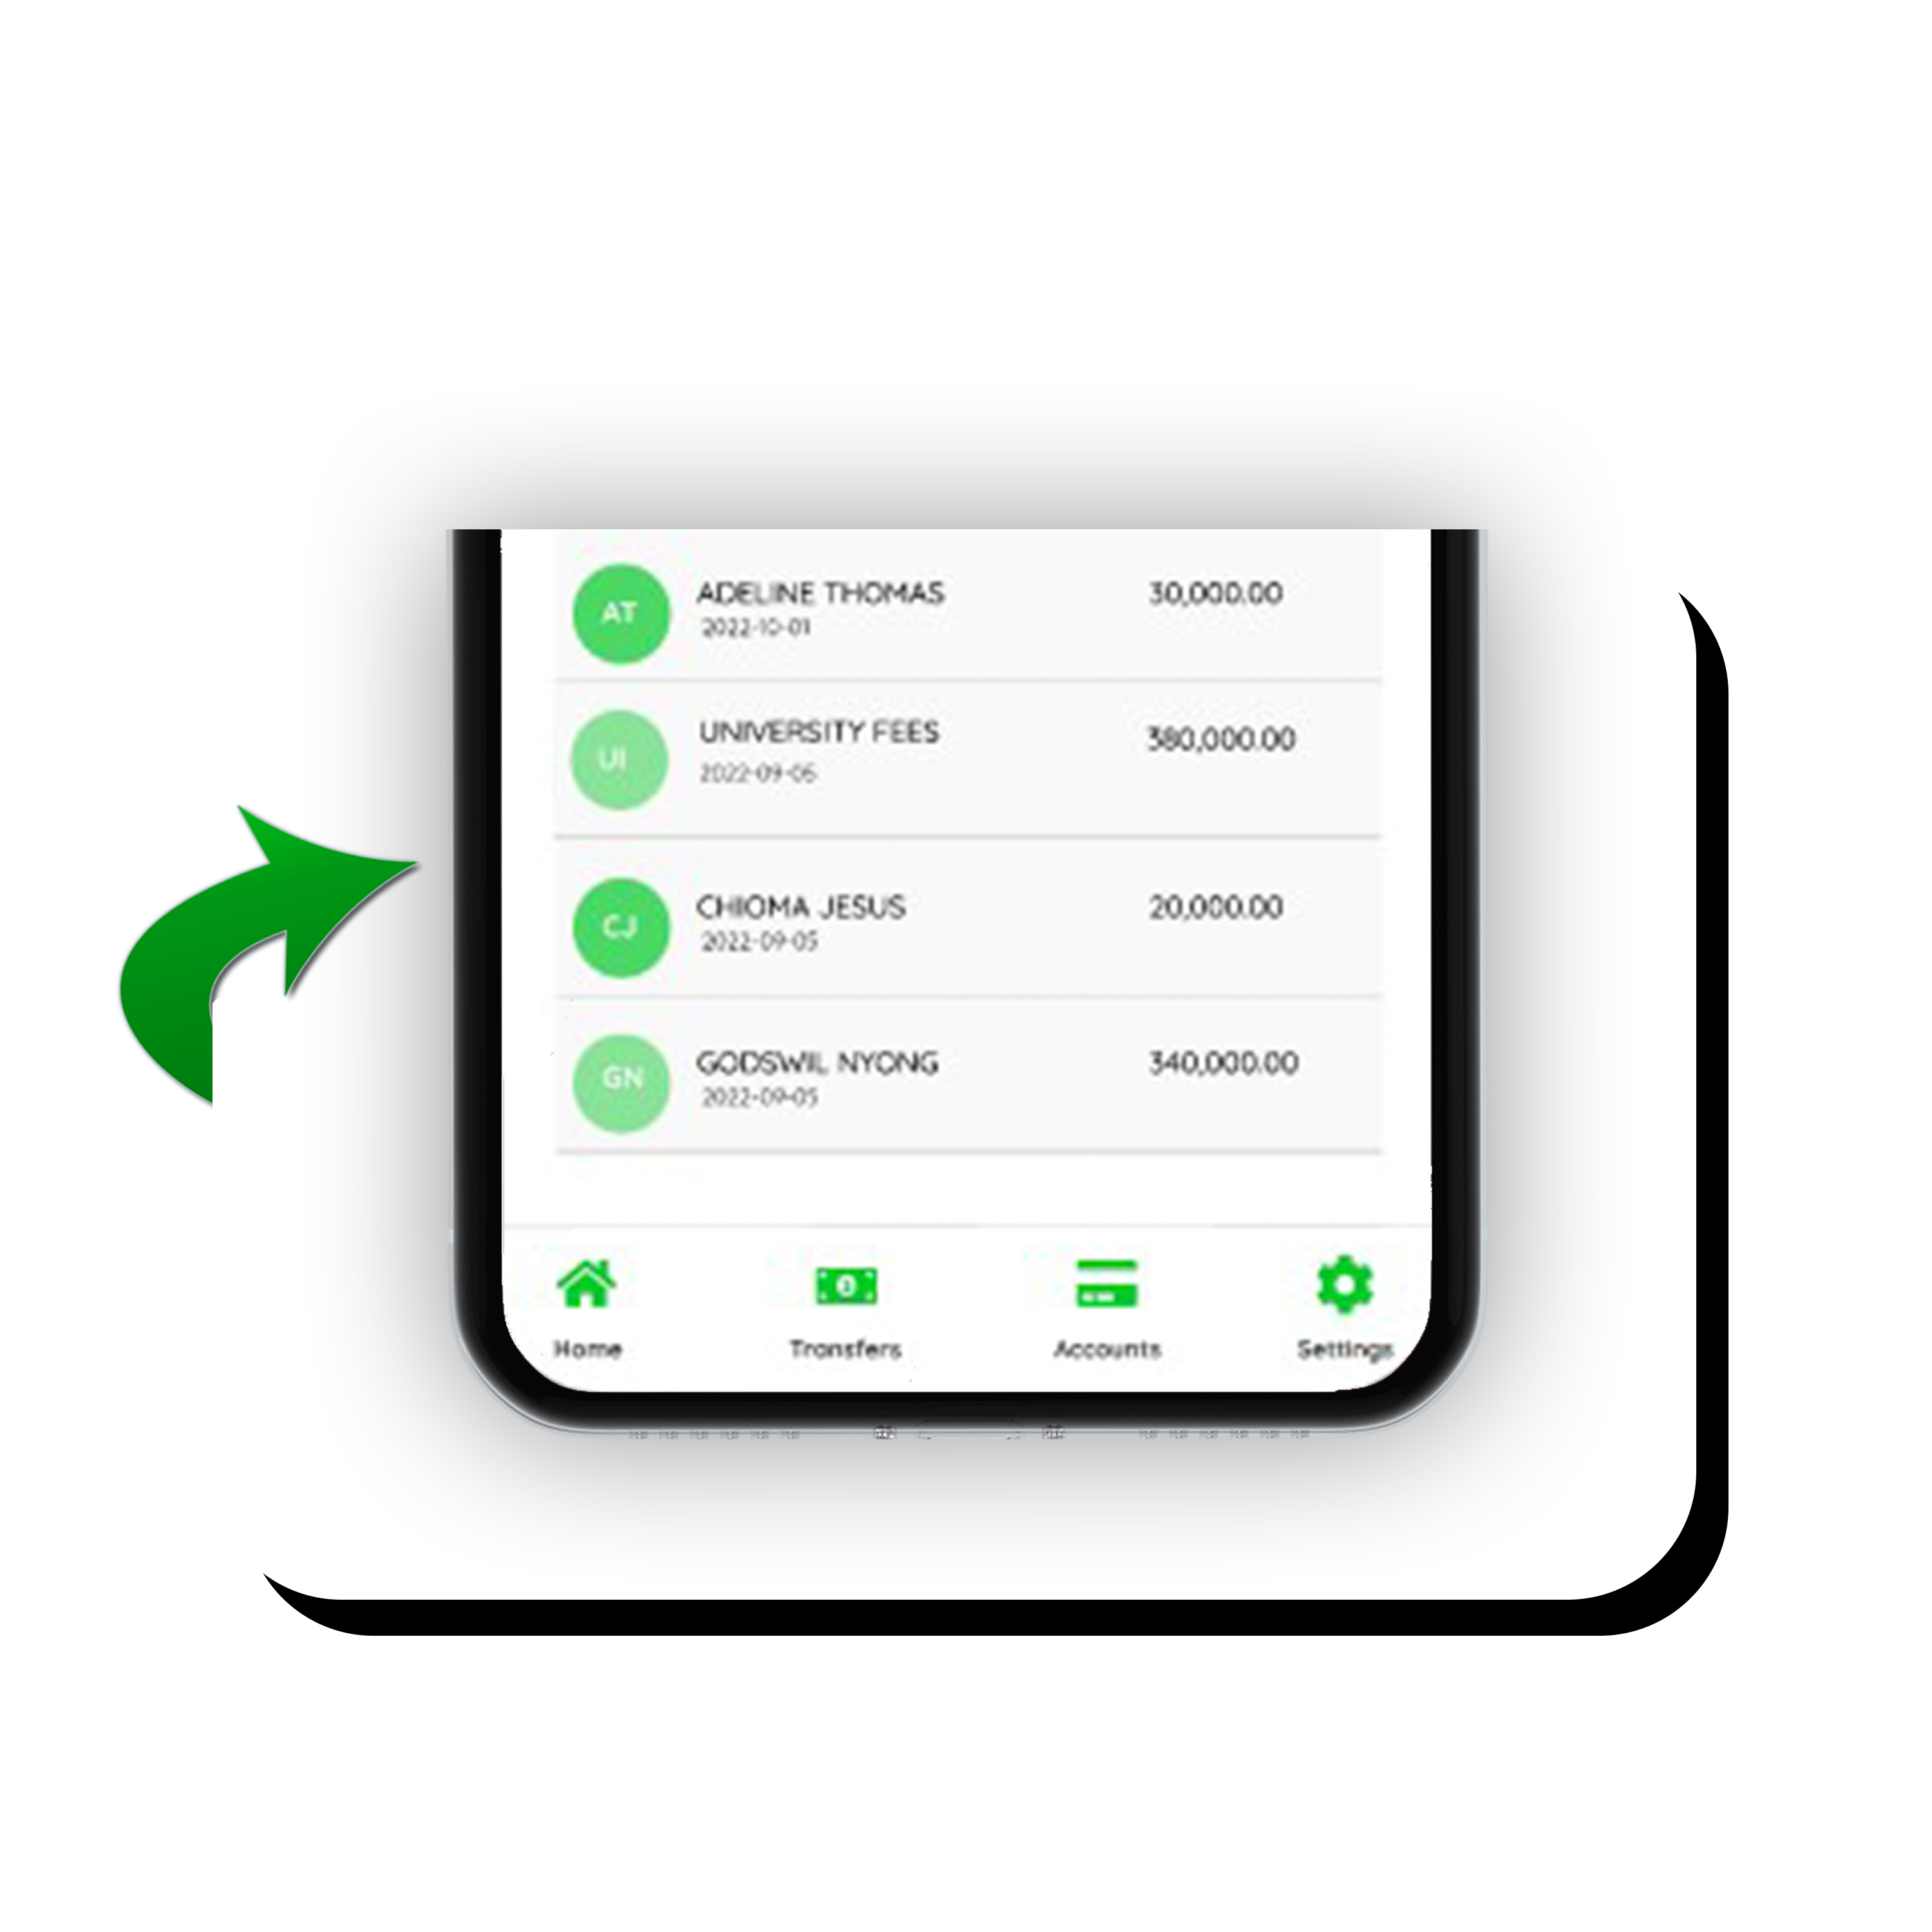 AT
ADELINE THOMAS
30,000.00
2022-10-01
UI
UNIVERSITY FEES
380,000.00
2022-09-06
CJ
CHIOMA JESUS
20,000.00
2022-09-05
GN
GODSWIL NYONG
340,000.00
2022-09-05
Home
Transfers
Accounts
Settings